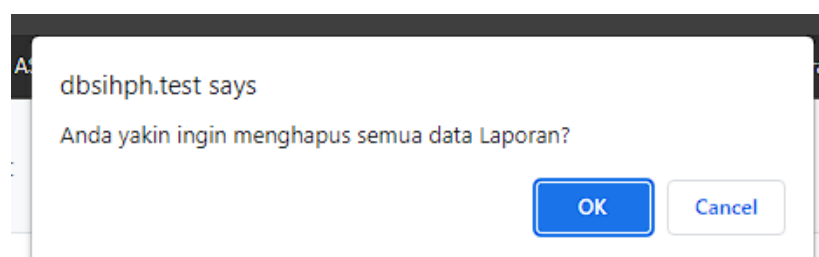 dbsihph.test says
Anda yakin ingin menghapus semua data Laporan?
OK Cancel